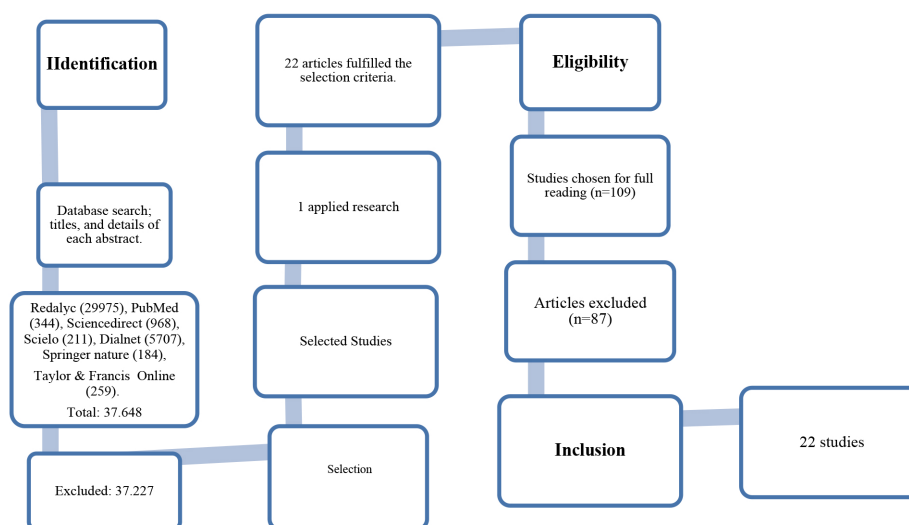 IIdentification
Database search;
titles, and details of
each abstract.
Redalyc (29975), PubMed
(344), Sciencedirect (968),
Scielo (211), Dialnet (5707),
Springer nature (184),
Taylor & Francis Online
(259).
Total: 37.648
Excluded: 37.227
Selection
Selected Studies
1 applied research
22 articles fulfilled the
selection criteria.
Eligibility
Studies chosen for full
reading (n=109)
Articles excluded
(n=87)
Inclusion
22 studies